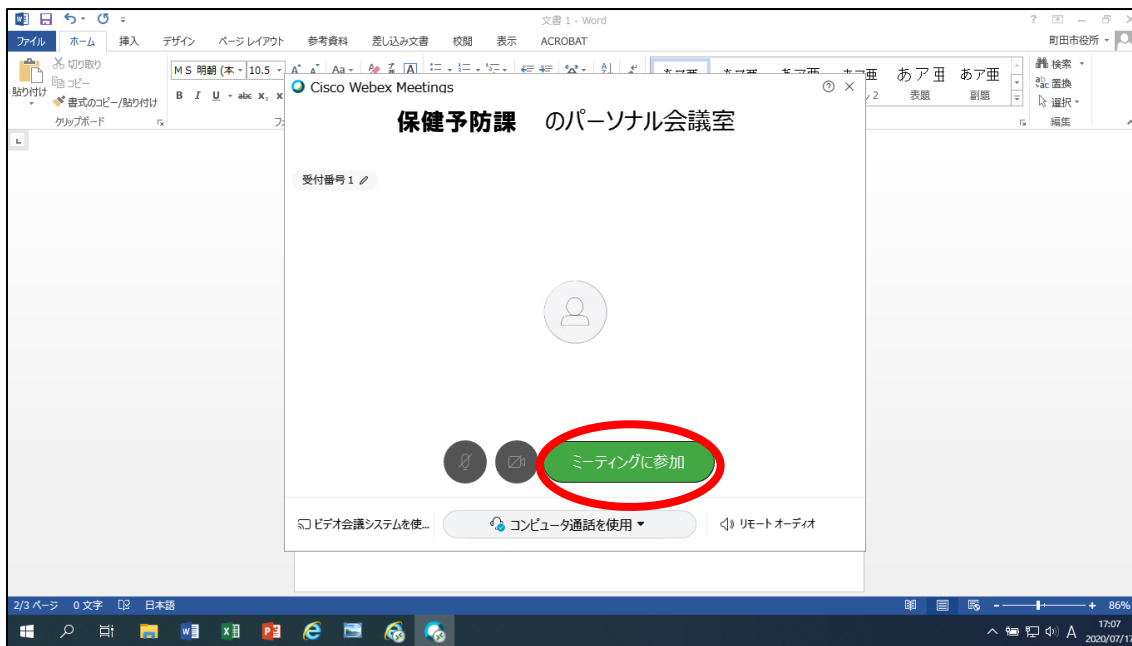 文書 1 - Word
ファイル ホーム 挿入 デザイン ページ レイアウト 参考資料 差し込み文書 校閲 表示 ACROBAT 町田市役所
切り取り
コピー
書式のコピー/貼り付け
貼り付け
クリップボード
MS 明朝 (本 10.5
B I U abc X₂
Aa
あア亜 あア亜
表題 副題
検索
置換
選択
編集
Cisco Webex Meetings
保健予防課 のパーソナル会議室
受付番号 1
ミーティングに参加
ビデオ会議システムを使... コンピュータ通話を使用 リモート オーディオ
2/3 ページ 0 文字 日本語 86%
A 17:07
2020/07/17